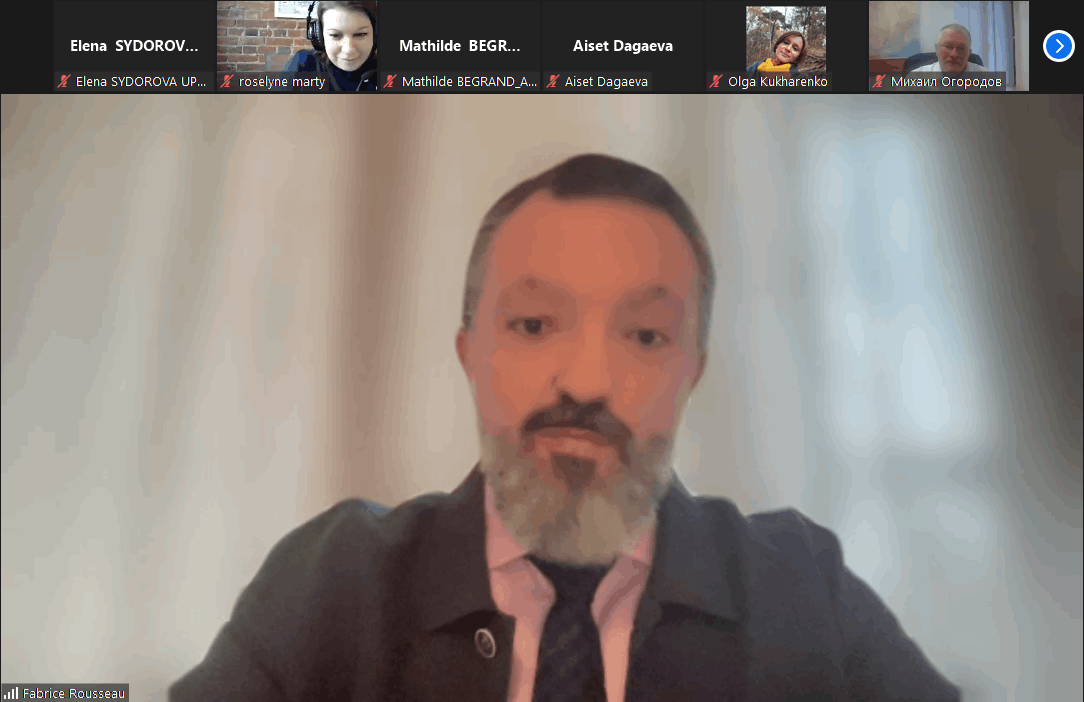 Elena SYDOROV...
Mathilde BEGR...
Aiset Dagaeva
Elena SYDOROVA UP...
roselyne marty
Mathilde BEGRAND_A...
Aiset Dagaeva
Olga Kukharenko
Михаил Огородов
Fabrice Rousseau